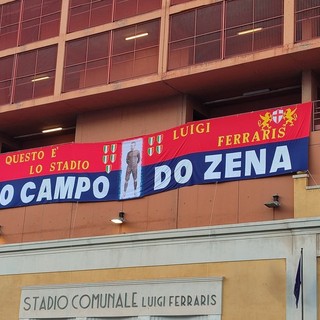 QUESTO E'
LO STADIO
LUIGI
FERRARIS
O CAMPO DO ZENA
STADIO COMUNALE LUIGI FERRARIS